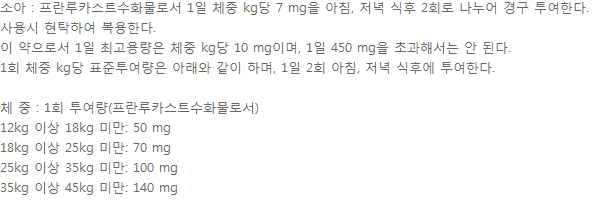 소아 : 프란루카스트수화물로서 1일 체중 kg당 7 mg을 아침, 저녁 식후 2회로 나누어 경구 투여한다.
사용시 현탁하여 복용한다.
이 약으로서 1일 최고용량은 체중 kg당 10 mg이며, 1일 450 mg을 초과해서는 안 된다.
1회 체중 kg당 표준투여량은 아래와 같이 하며, 1일 2회 아침, 저녁 식후에 투여한다.
체 중 : 1회 투여량(프란루카스트수화물로서)
12kg 이상 18kg 미만: 50 mg
18kg 이상 25kg 미만: 70 mg
25kg 이상 35kg 미만: 100 mg
35kg 이상 45kg 미만: 140 mg